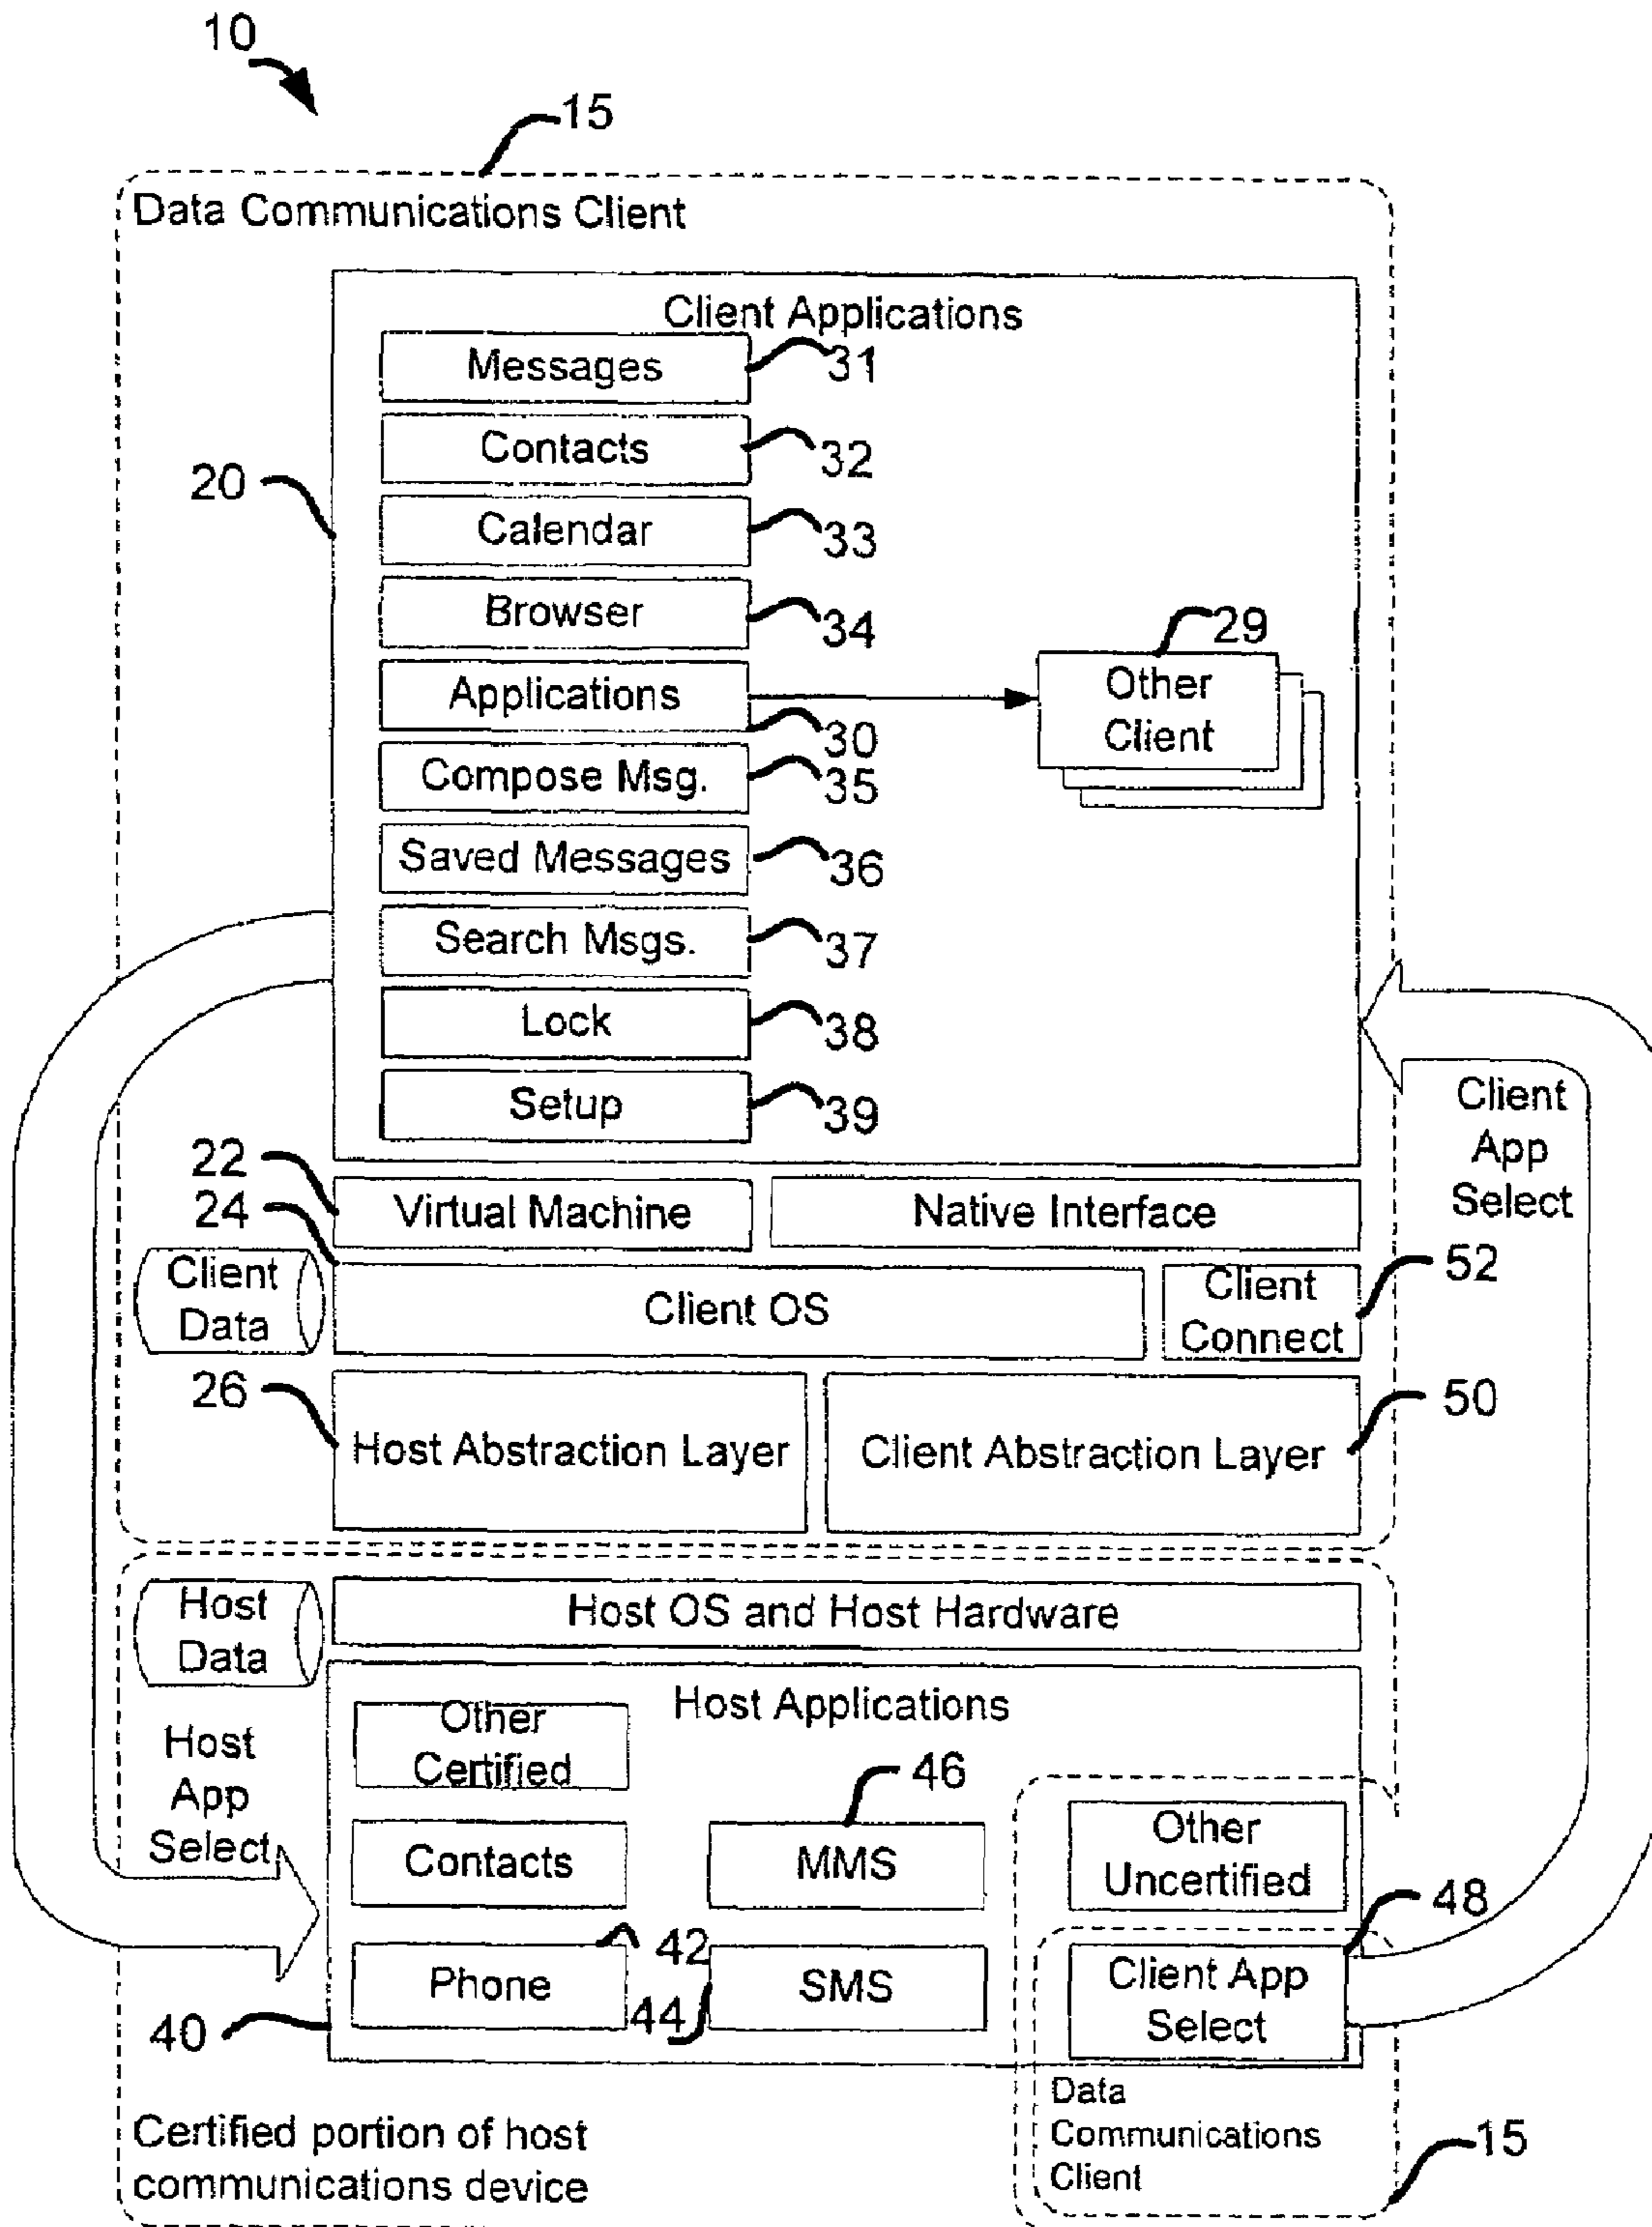 10
15
Data Communications Client
Client Applications
Messages
31
Contacts
32
20
Calendar
33
Browser
34
29
Applications
30
Other
Client
Compose Msg.
35
Saved Messages
36
Search Msgs.
37
Lock
38
Setup
39
Client
App
Select
22
Virtual Machine
Native Interface
24
Client
Data
Client OS
Client
Connect
52
26
Host Abstraction Layer
Client Abstraction Layer
50
Host
Data
Host OS and Host Hardware
Host Applications
Other
Certified
Host
App
Select
46
Contacts
MMS
Other
Uncertified
48
42
Phone
44
SMS
Client App
Select
40
Data
Communications
Client
15
Certified portion of host
communications device